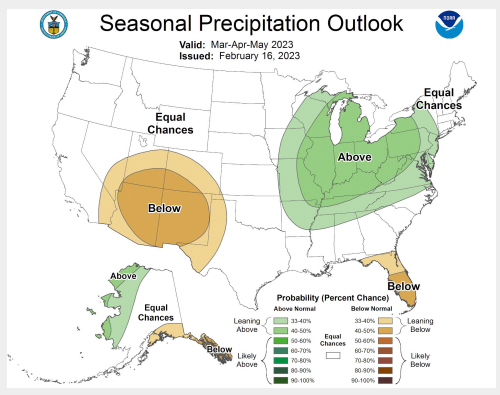 Seasonal Precipitation Outlook
Valid: Mar-Apr-May 2023
Issued: February 16, 2023
noaa
Equal
Chances
Equal
Chances
Above
Below
Above
Equal
Chances
Below
Below
Probability (Percent Chance)
Above Normal
Below Normal
Leaning
Above
33-40%
40-50%
Likely
Above
50-60%
60-70%
70-80%
80-90%
90-100%
Equal
Chances
33-40%
40-50%
Leaning
Below
50-60%
60-70%
70-80%
80-90%
90-100%
Likely
Below